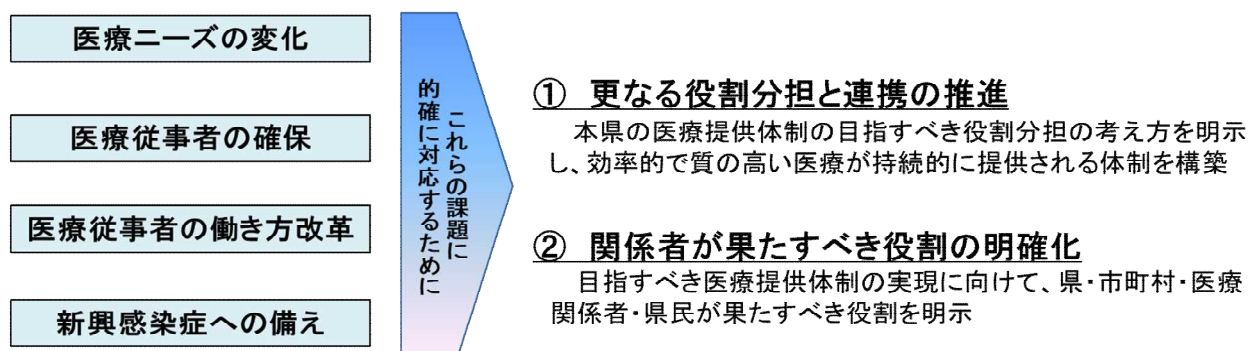 医療ニーズの変化
医療従事者の確保
医療従事者の働き方改革
新興感染症への備え
これらの課題に
的確に対応するために
① 更なる役割分担と連携の推進
本県の医療提供体制の目指すべき役割分担の考え方を明示
し、効率的で質の高い医療が持続的に提供される体制を構築
② 関係者が果たすべき役割の明確化
目指すべき医療提供体制の実現に向けて、県・市町村・医療
関係者・県民が果たすべき役割を明示